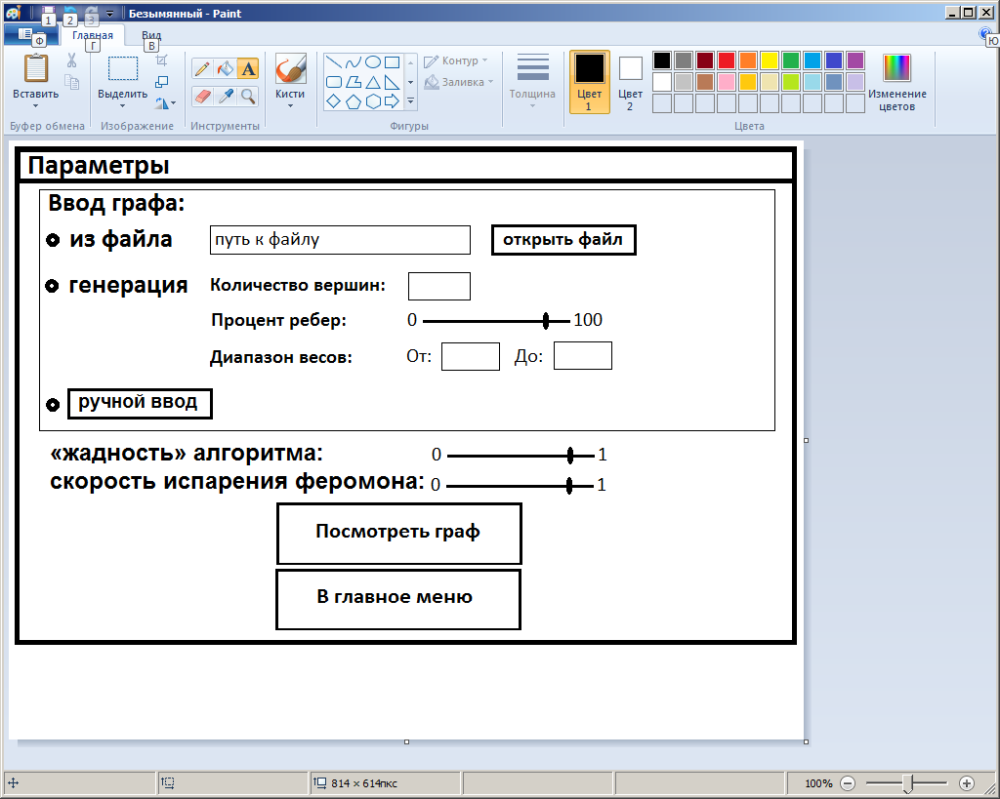 Безымянный - Paint
1 2 3
Ф Главная Вид
Г В Ю
Вставить Выделить Кисти Контур Заливка Толщина Цвет 1 Цвет 2 Изменение цветов
Буфер обмена Изображение Инструменты Фигуры Цвета
Параметры
Ввод графа:
из файла путь к файлу открыть файл
генерация Количество вершин:
Процент ребер: 0 100
Диапазон весов: От: До:
ручной ввод
«жадность» алгоритма: 0 1
скорость испарения феромона: 0 1
Посмотреть граф
В главное меню
814 × 614пкс 100%